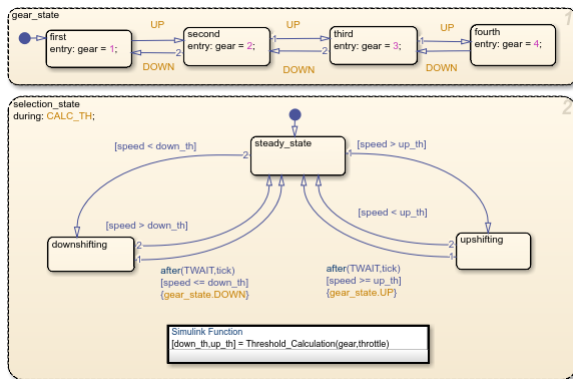 gear_state
1
UP
UP
UP
first
entry: gear = 1;
second
entry: gear = 2;
third
entry: gear = 3;
fourth
entry: gear = 4;
1
1
2
2
DOWN
DOWN
DOWN
selection_state
during: CALC_TH;
2
[speed < down_th]
steady_state
[speed > up_th]
2
1
[speed > down_th]
[speed < up_th]
downshifting
2
1
upshifting
2
1
after(TWAIT,tick)
[speed <= down_th]
{gear_state.DOWN}
after(TWAIT,tick)
[speed >= up_th]
{gear_state.UP}
Simulink Function
[down_th,up_th] = Threshold_Calculation(gear,throttle)